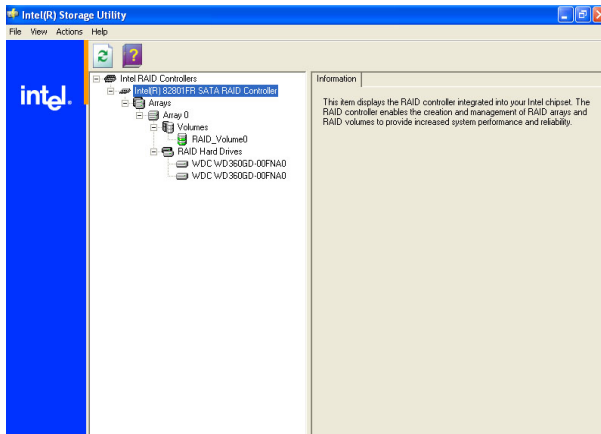 Intel(R) Storage Utility
File View Actions Help
intel.
Intel RAID Controllers
Intel(R) 82801FR SATA RAID Controller
Arrays
Array 0
Volumes
RAID_Volume0
RAID Hard Drives
WDC WD360GD-00FNA0
WDC WD360GD-00FNA0
Information
This item displays the RAID controller integrated into your Intel chipset. The
RAID controller enables the creation and management of RAID arrays and
RAID volumes to provide increased system performance and reliability.